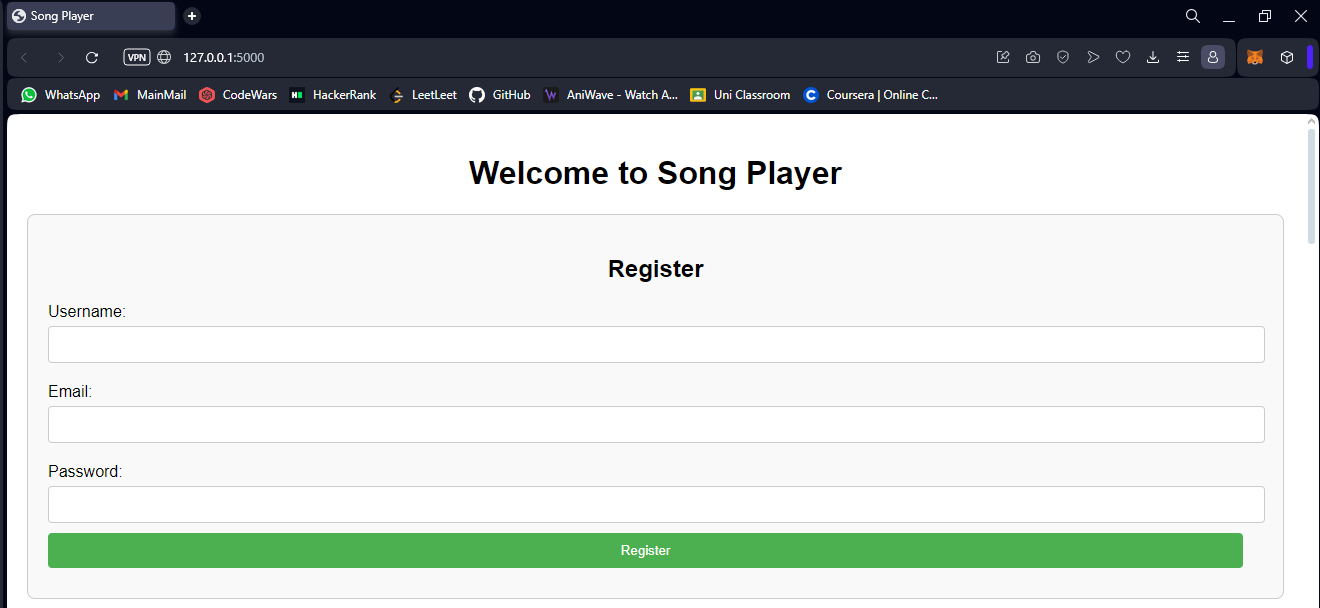 Song Player
VPN 127.0.0.1:5000
WhatsApp MainMail CodeWars HackerRank LeetLeet GitHub AniWave - Watch A... Uni Classroom Coursera | Online C...
Welcome to Song Player
Register
Username:
Email:
Password:
Register